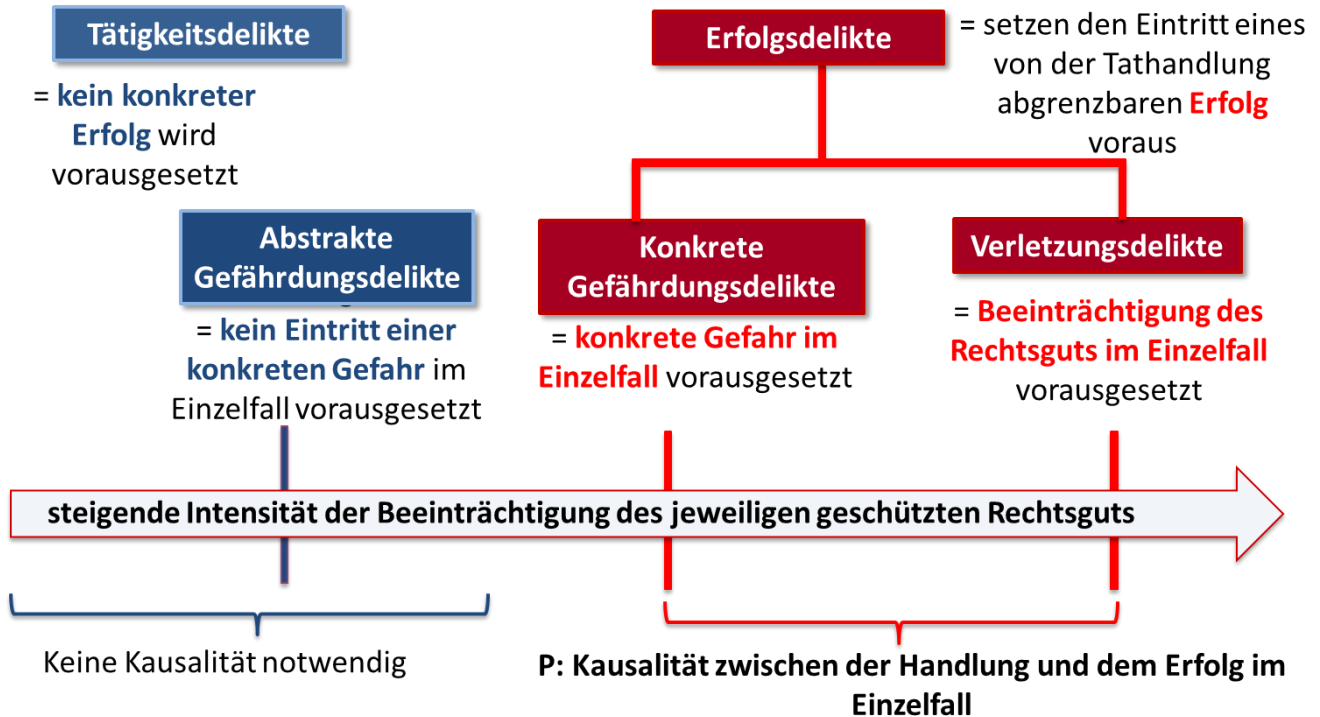 Tätigkeitsdelikte
= kein konkreter
Erfolg wird
vorausgesetzt
Erfolgsdelikte
= setzen den Eintritt eines
von der Tathandlung
abgrenzbaren Erfolg
voraus
Abstrakte
Gefährdungsdelikte
= kein Eintritt einer
konkreten Gefahr im
Einzelfall vorausgesetzt
Konkrete
Gefährdungsdelikte
= konkrete Gefahr im
Einzelfall vorausgesetzt
Verletzungsdelikte
= Beeinträchtigung des
Rechtsguts im Einzelfall
vorausgesetzt
steigende Intensität der Beeinträchtigung des jeweiligen geschützten Rechtsguts
Keine Kausalität notwendig
P: Kausalität zwischen der Handlung und dem Erfolg im
Einzelfall